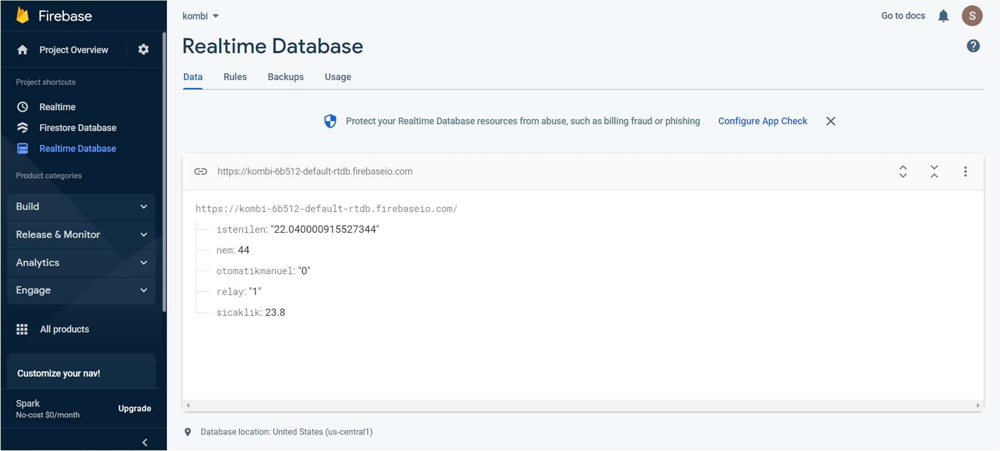 Firebase
Project Overview
Project shortcuts
Realtime
Firestore Database
Realtime Database
Product categories
Build
Release & Monitor
Analytics
Engage
All products
Customize your nav!
Spark
No-cost $0/month
Upgrade
kombi
Go to docs
S
Realtime Database
?
Data Rules Backups Usage
Protect your Realtime Database resources from abuse, such as billing fraud or phishing Configure App Check
https://kombi-6b512-default-rtdb.firebaseio.com
https://kombi-6b512-default-rtdb.firebaseio.com/
istenilen: "22.040000915527344"
nem: 44
otomatikmanuel: "0"
relay: "1"
sicaklik: 23.8
Database location: United States (us-central1)